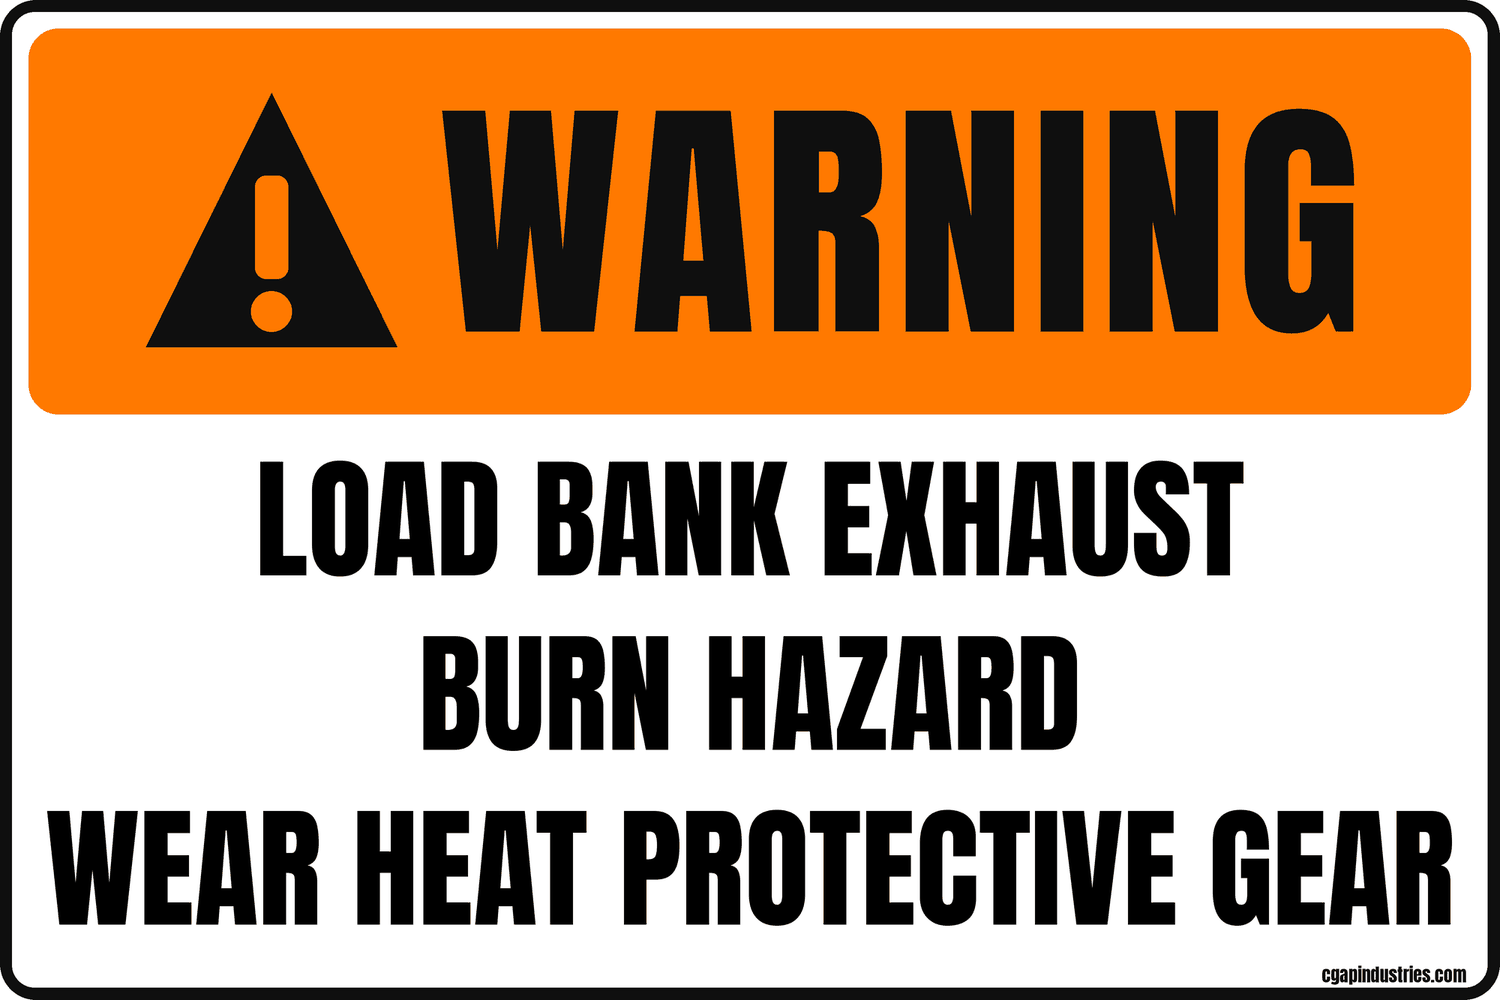 WARNING
LOAD BANK EXHAUST
BURN HAZARD
WEAR HEAT PROTECTIVE GEAR
cgapindustries.com